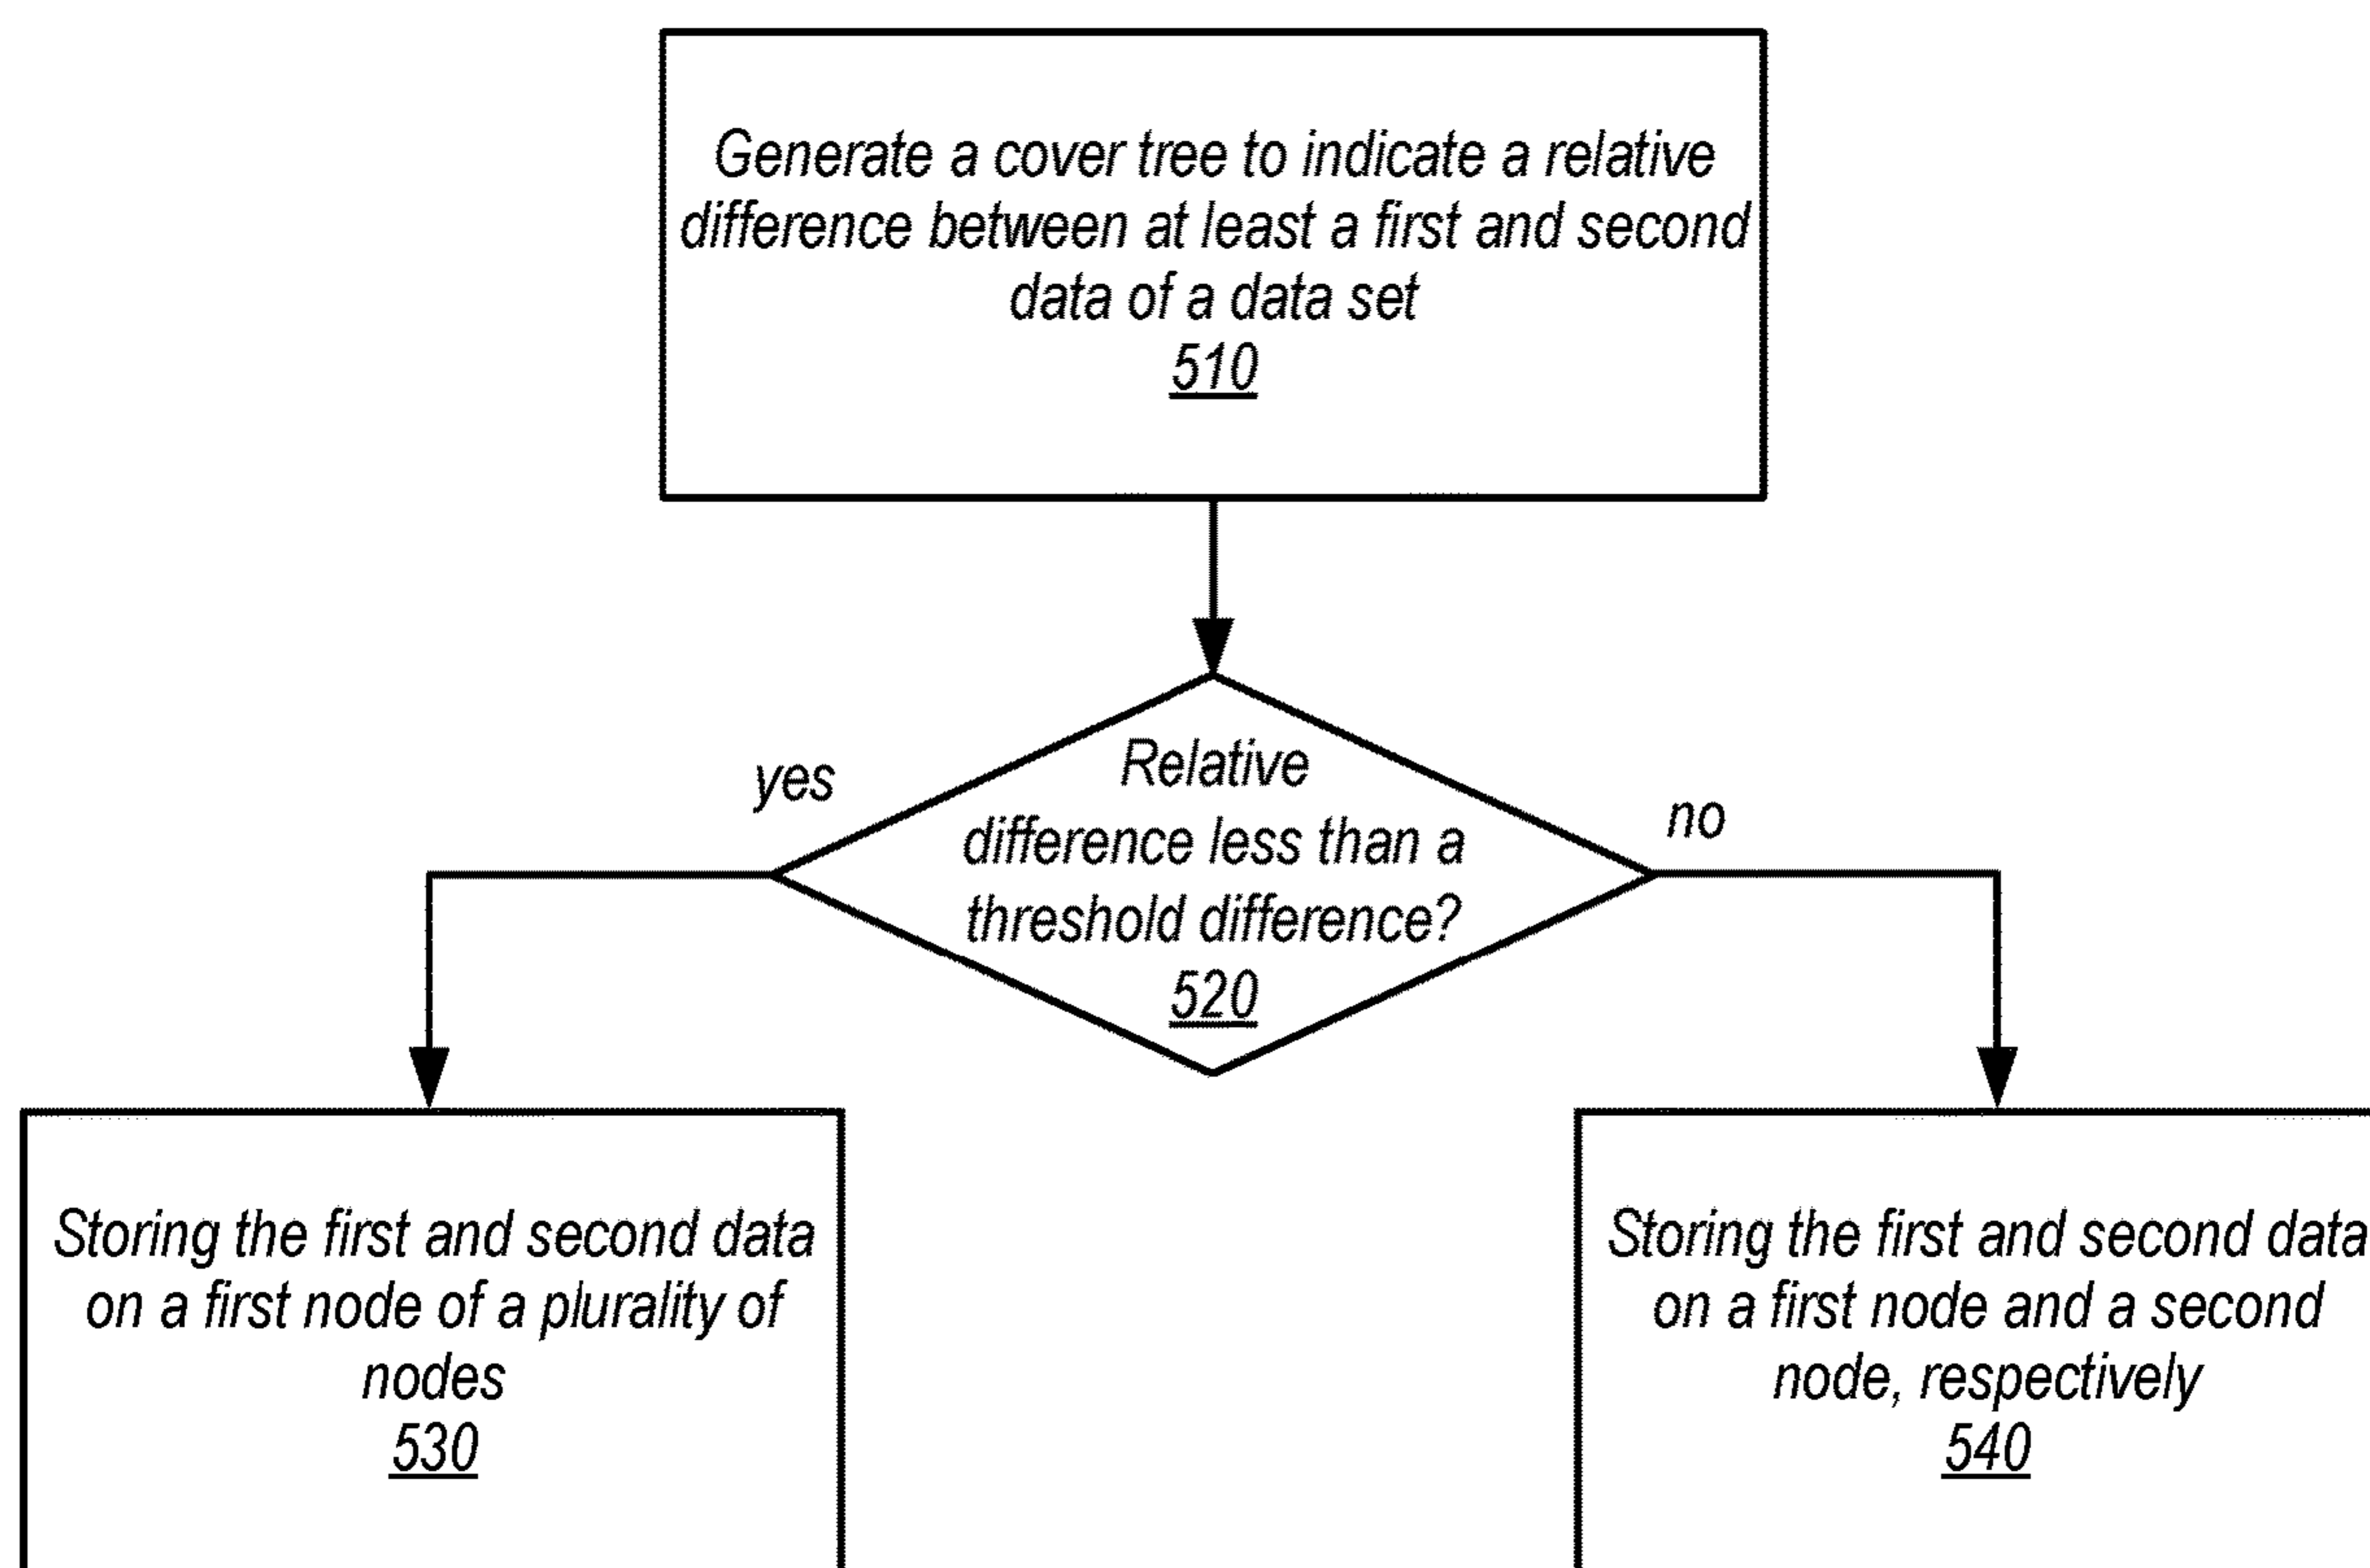 Generate a cover tree to indicate a relative
difference between at least a first and second
data of a data set
510
yes
Relative
difference less than a
threshold difference?
520
no
Storing the first and second data
on a first node of a plurality of
nodes
530
Storing the first and second data
on a first node and a second
node, respectively
540